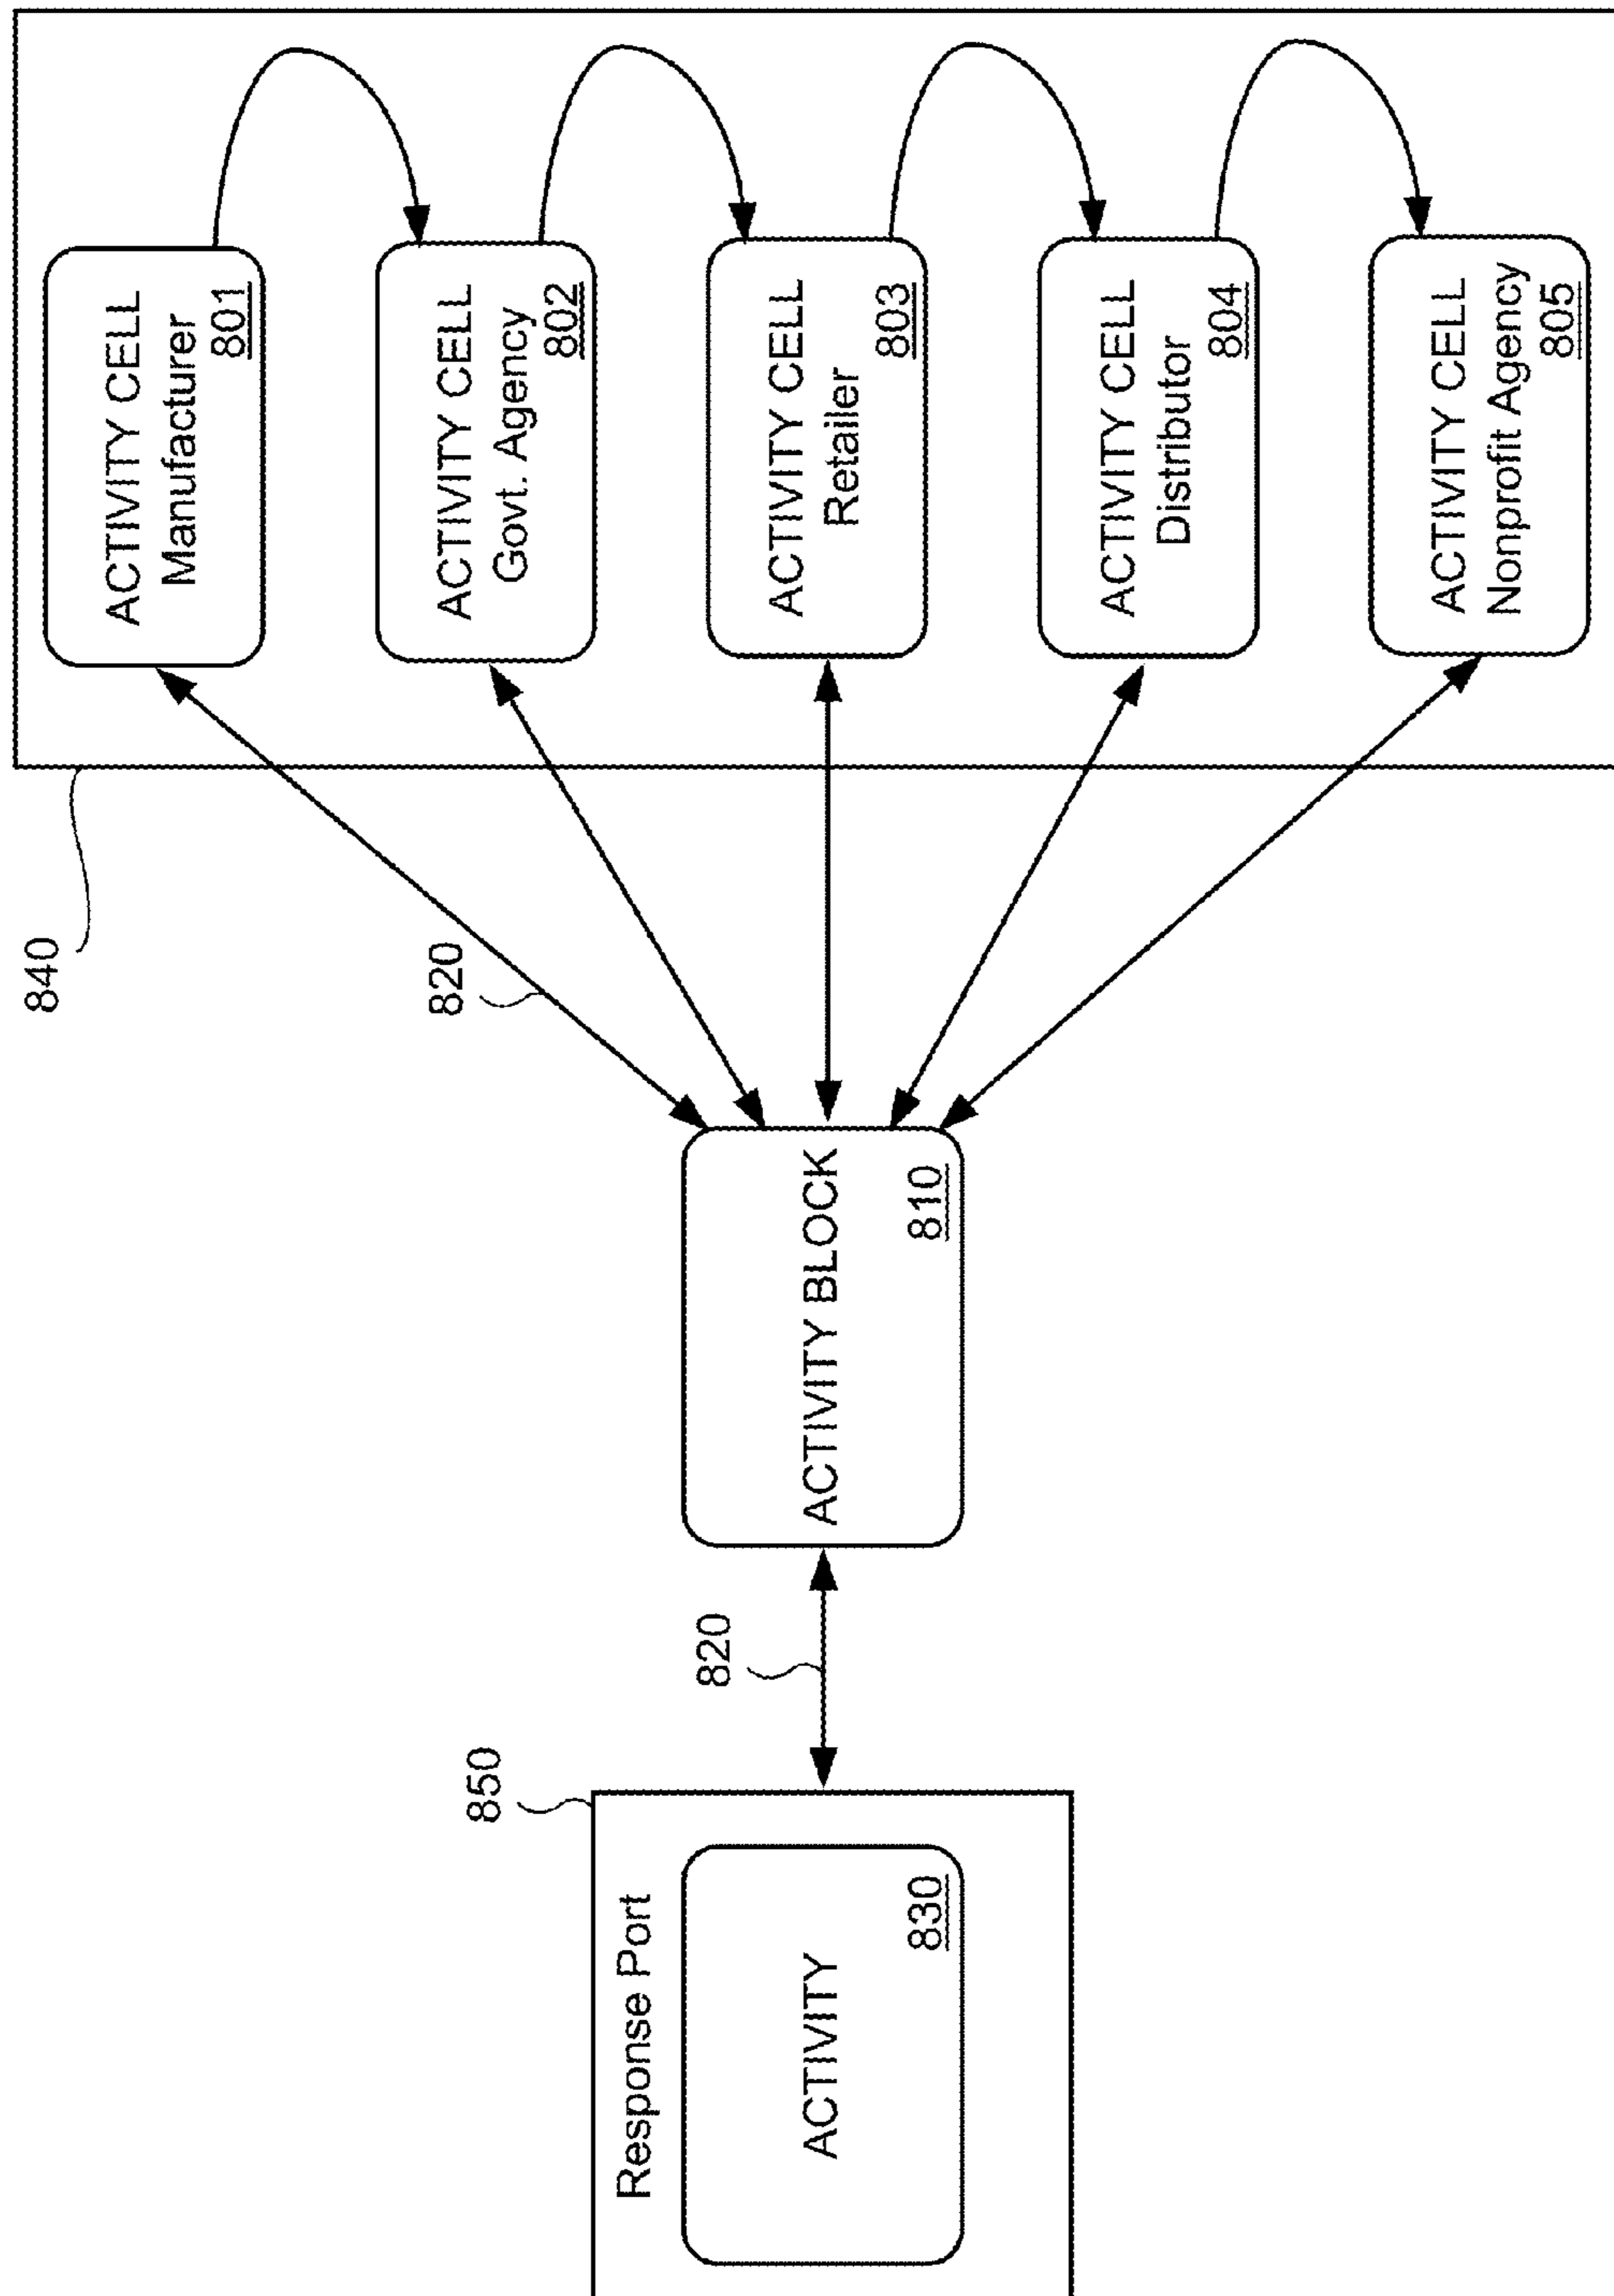 840
820
ACTIVITY CELL
Manufacturer
801
ACTIVITY CELL
Govt. Agency
802
ACTIVITY CELL
Retailer
803
ACTIVITY CELL
Distributor
804
ACTIVITY CELL
Nonprofit Agency
805
ACTIVITY BLOCK
810
820
850
Response Port
ACTIVITY
830